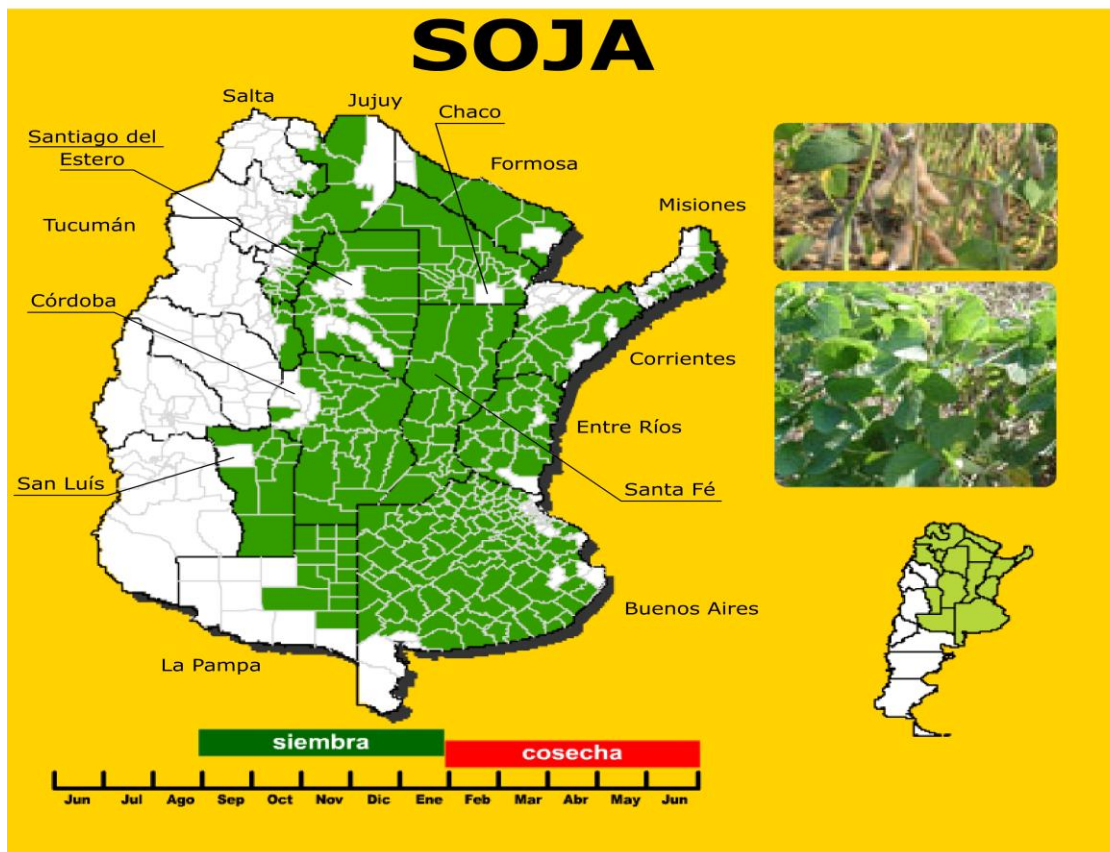 SOJA
Salta
Jujuy
Chaco
Santiago del
Estero
Formosa
Misiones
Tucumán
Córdoba
Corrientes
Entre Ríos
San Luís
Santa Fé
Buenos Aires
La Pampa
siembra
cosecha
Jun Jul Ago Sep Oct Nov Dic Ene Feb Mar Abr May Jun